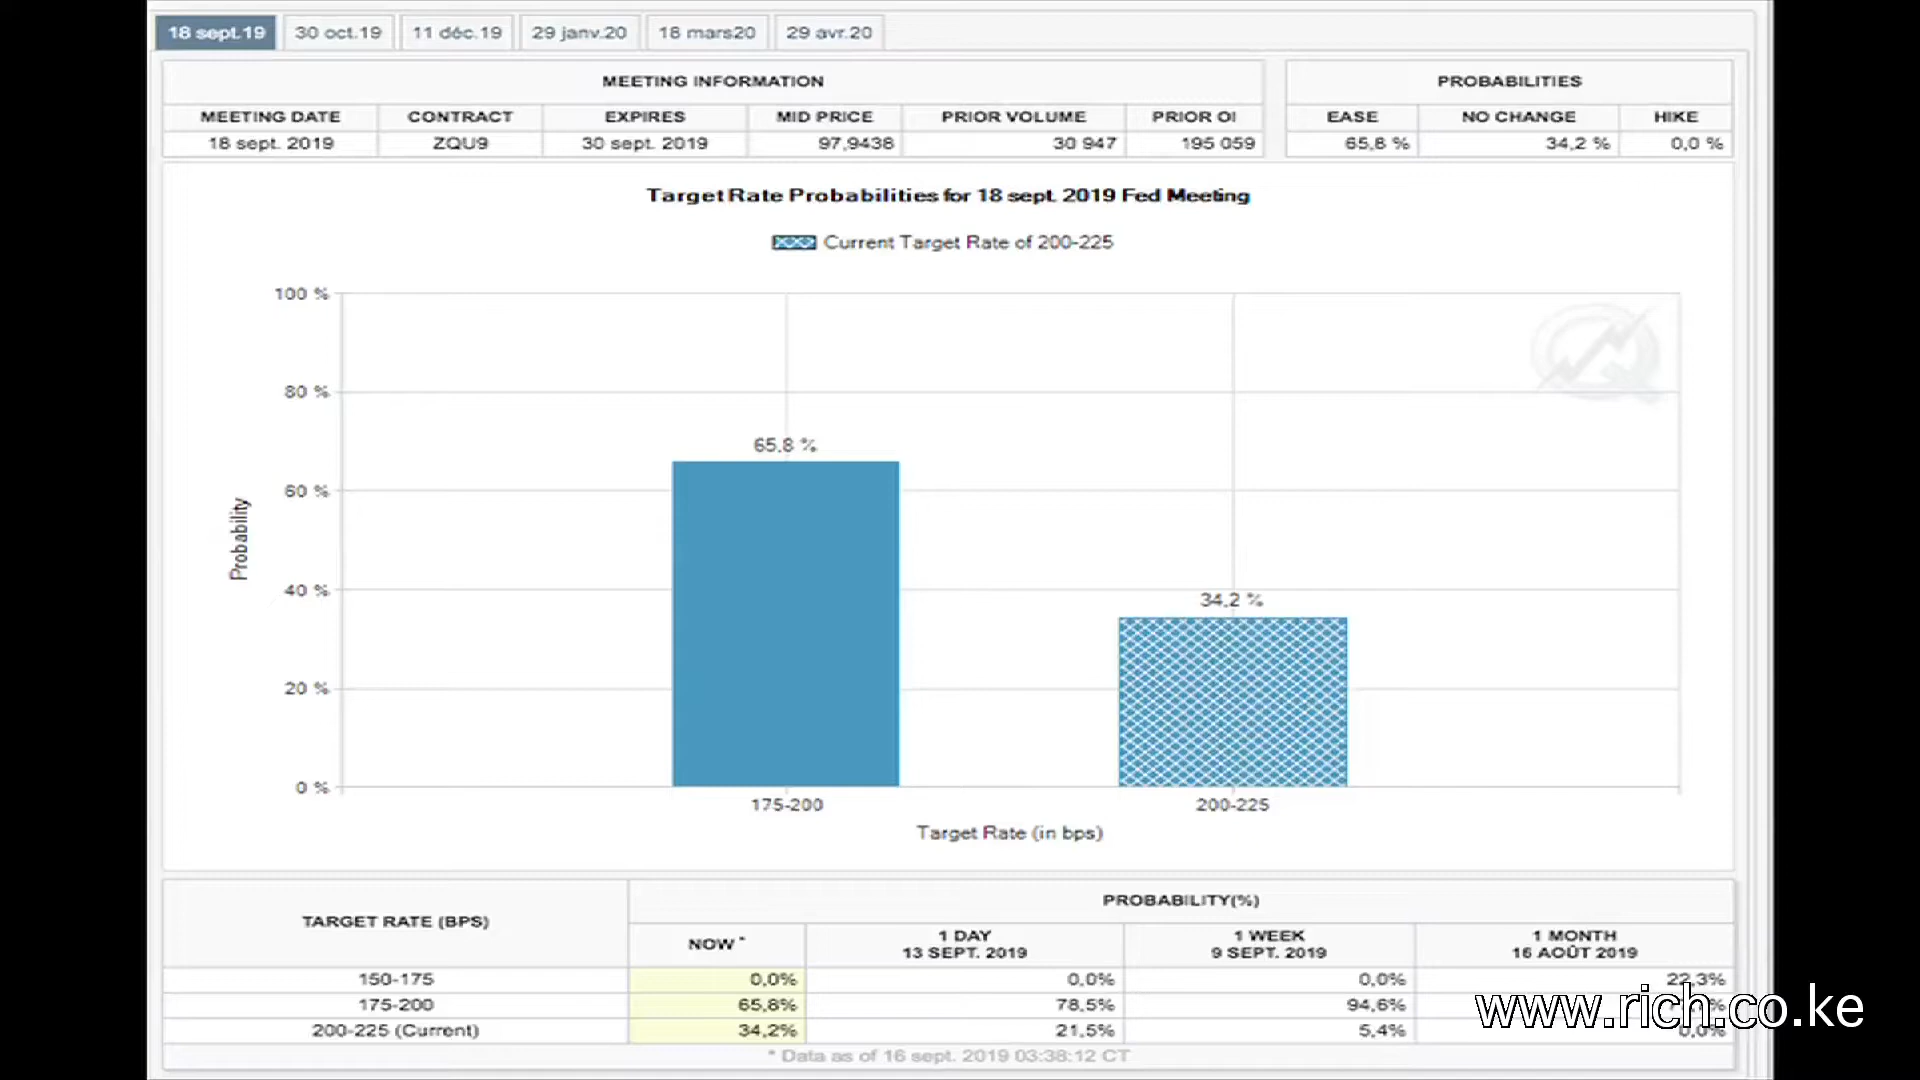 18 sept.19 30 oct.19 11 déc.19 29 janv.20 18 mars20 29 avr.20
MEETING INFORMATION
MEETING DATE CONTRACT EXPIRES MID PRICE PRIOR VOLUME PRIOR OI
18 sept. 2019 ZQU9 30 sept. 2019 97,9438 30 947 195 059
PROBABILITIES
EASE NO CHANGE HIKE
65,8 % 34,2 % 0,0 %
Target Rate Probabilities for 18 sept. 2019 Fed Meeting
Current Target Rate of 200-225
100 %
80 %
60 %
40 %
20 %
0 %
Probability
65,8 %
34,2 %
175-200 200-225
Target Rate (in bps)
TARGET RATE (BPS) PROBABILITY(%)
NOW * 1 DAY 13 SEPT. 2019 1 WEEK 9 SEPT. 2019 1 MONTH 16 AOÛT 2019
150-175 0,0% 0,0% 0,0% 22,3%
175-200 65,8% 78,5% 94,6%
200-225 (Current) 34,2% 21,5% 5,4% 0,0%
* Data as of 16 sept. 2019 03:38:12 CT
www.rich.co.ke